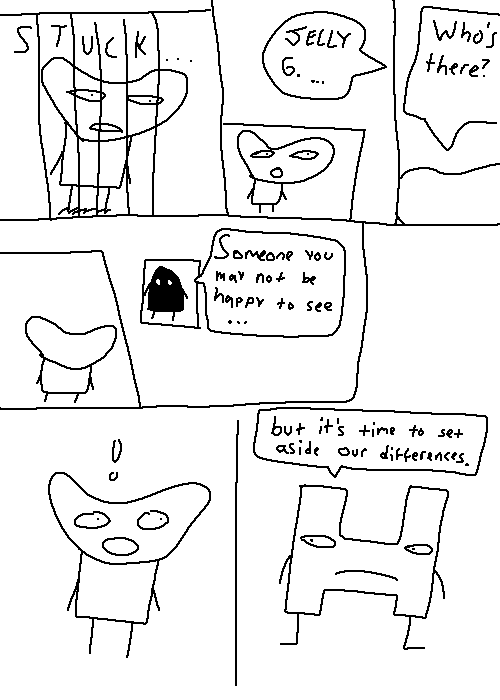 STUCK...
JELLY
G. ...
Who's
there?
Someone you
may not be
happy to see
...
!
but it's time to set
aside our differences.